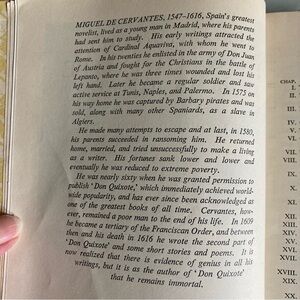 MIGUEL DE CERVANTES, 1547-1616, Spain's greatest
novelist, lived as a young man in Madrid, where his parents
had sent him to study. His early writings attracted the
attention of Cardinal Aquaviva, with whom he went to
Rome. In his twenties he enlisted in the army of Don Juan
of Austria and fought for the Christians in the battle of
Lepanto, where he was three times wounded and lost his
left hand. Later he became a regular soldier and saw
active service at Tunis, Naples, and Palermo. In 1575 on
his way home he was captured by Barbary pirates and was
sold, along with many other Spaniards, as a slave in
Algiers.
He made many attempts to escape and at last, in 1580,
his parents succeeded in ransoming him. He returned
home, married, and tried unsuccessfully to make a living
as a writer. His fortunes sank lower and lower and
eventually he was reduced to extreme poverty.
He was nearly sixty when he was granted permission to
publish 'Don Quixote,' which immediately achieved world-
wide popularity, and has ever since been acknowledged as
one of the greatest books of all time. Cervantes, how-
ever, remained a poor man to the end of his life. In 1609
he became a tertiary of the Franciscan Order, and between
then and his death in 1616 he wrote the second part of
'Don Quixote' and some short stories and poems. It is
now realized that there is evidence of genius in all his
writings, but it is as the author of 'Don Quixote'
that he remains immortal.
CHAP.
I.
II.
V.
VI.
VII.
X.
XI.
XII.
XX.